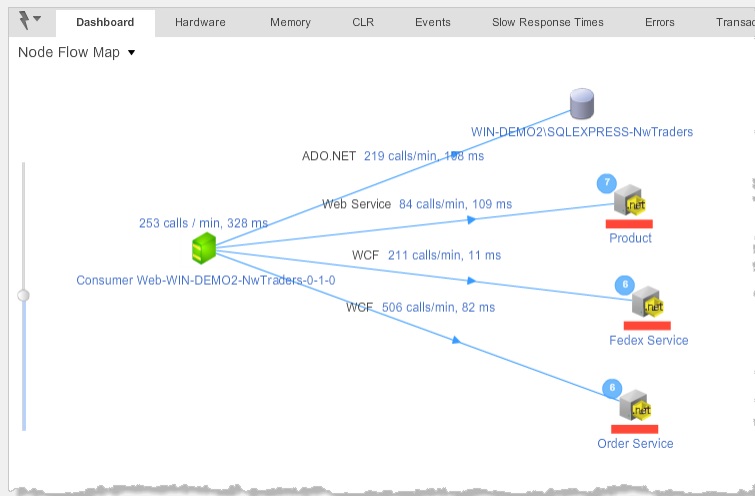 Dashboard
Hardware
Memory
CLR
Events
Slow Response Times
Errors
Node Flow Map
WIN-DEMO2\SQLEXPRESS-NwTraders
ADO.NET 219 calls/min, 198 ms
7
.net
Web Service 84 calls/min, 109 ms
Product
253 calls / min, 328 ms
WCF 211 calls/min, 11 ms
Consumer Web-WIN-DEMO2-NwTraders-0-1-0
6
.net
WCF 506 calls/min, 82 ms
Fedex Service
6
.net
Order Service